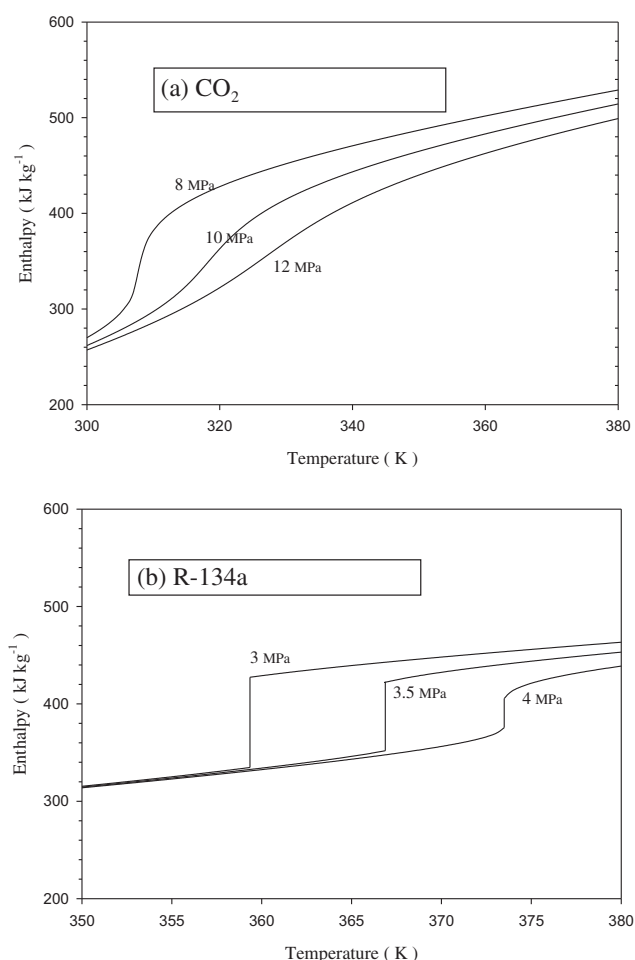 600
(a) CO₂
500
8 MPa
400
10 MPa
12 MPa
300
200
300 320 340 360 380
Enthalpy ( kJ kg⁻¹ )
Temperature ( K )
600
(b) R-134a
500
3 MPa
3.5 MPa
4 MPa
400
300
200
350 355 360 365 370 375 380
Enthalpy ( kJ kg⁻¹ )
Temperature ( K )